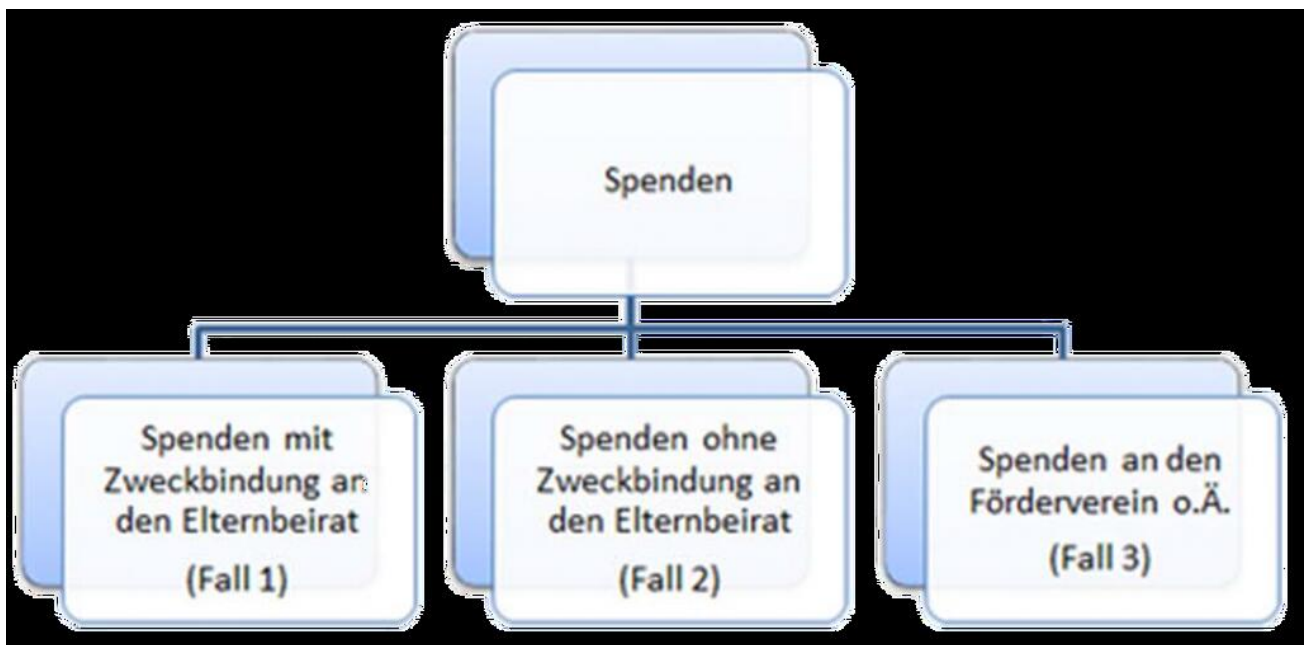 Spenden
Spenden mit
Zweckbindung an
den Elternbeirat
(Fall 1)
Spenden ohne
Zweckbindung an
den Elternbeirat
(Fall 2)
Spenden an den
Förderverein o.Ä.
(Fall 3)